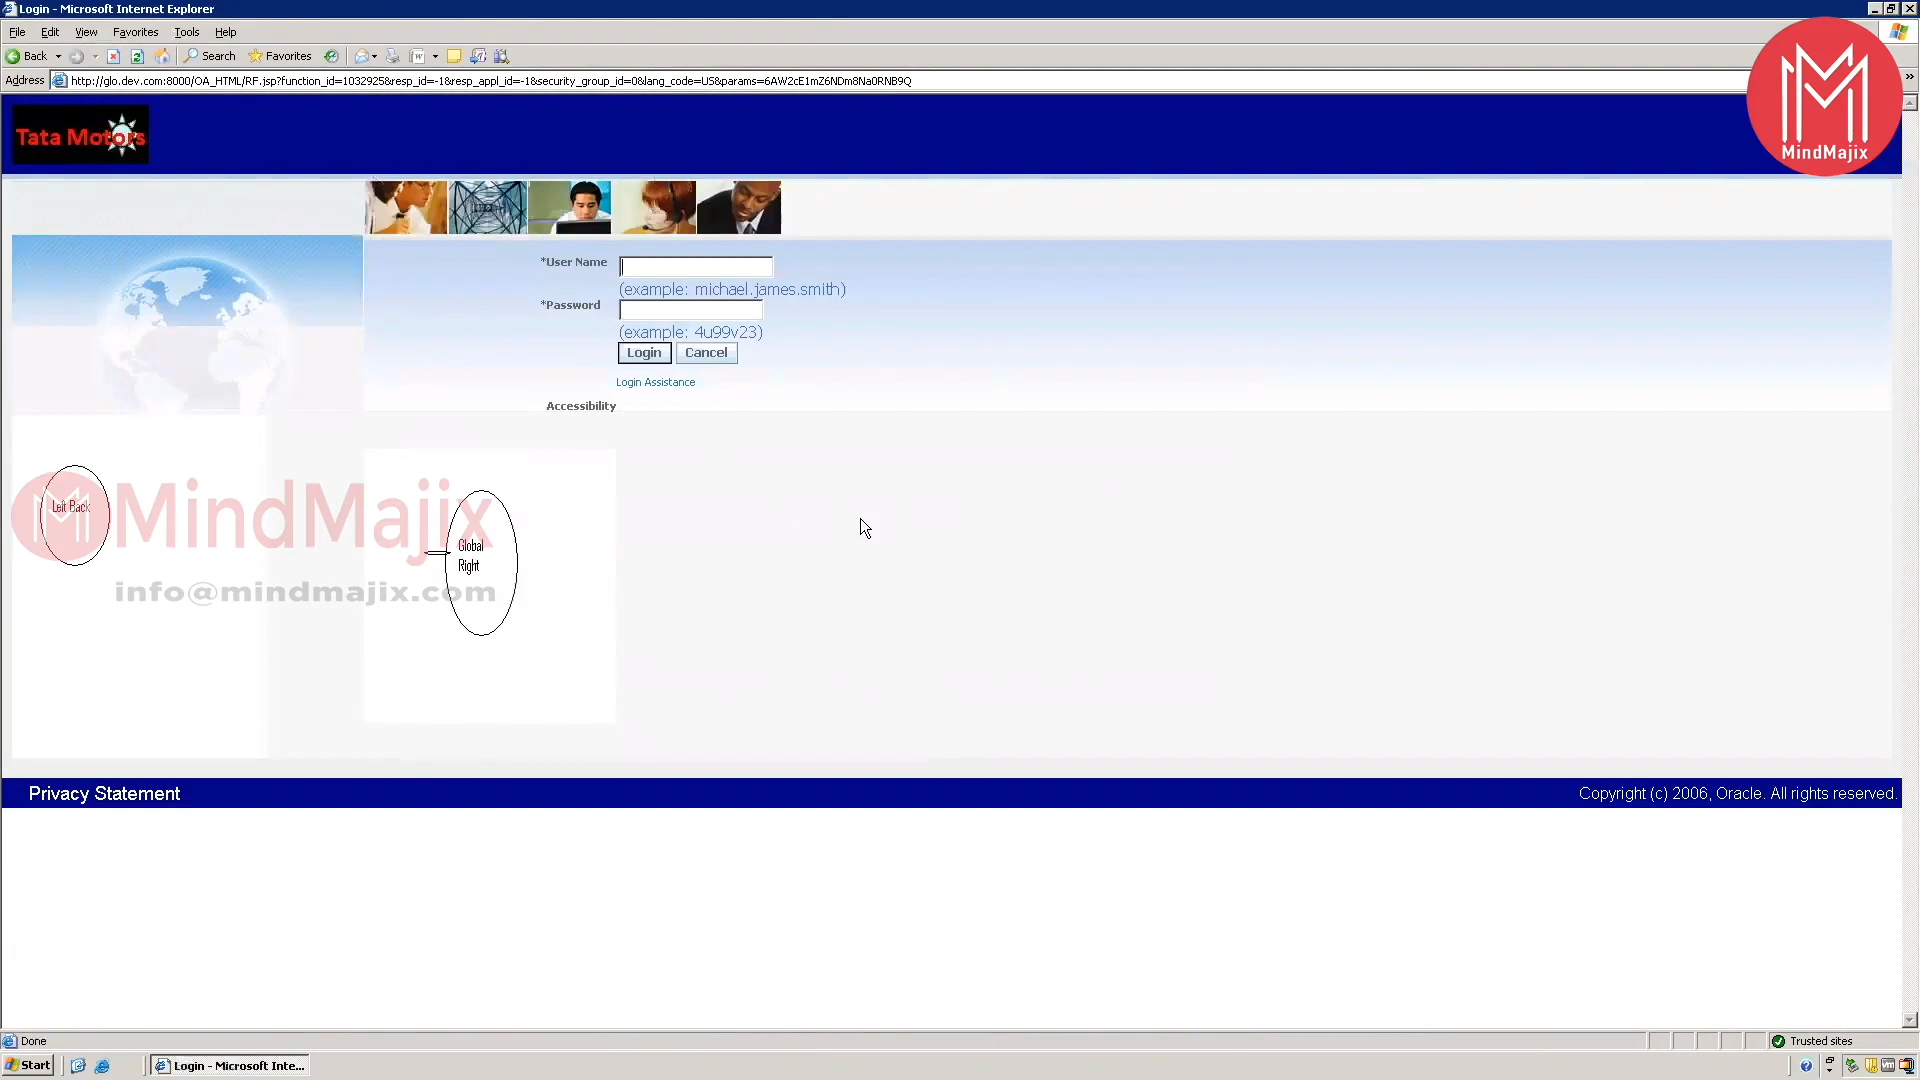 Login - Microsoft Internet Explorer
File Edit View Favorites Tools Help
Back Search Favorites
Address http://glo.dev.com:8000/OA_HTML/RF.jsp?function_id=1032925&resp_id=-1&resp_appl_id=-1&security_group_id=0&lang_code=US&params=6AW2cE1mZ6NDm8Na0RNB9Q
MindMajix
Tata Motors
*User Name
(example: michael.james.smith)
*Password
(example: 4u99v23)
Login Cancel
Login Assistance
Accessibility
Left Back
MindMajix
Global
Right
info@mindmajix.com
Privacy Statement Copyright (c) 2006, Oracle. All rights reserved.
Done Trusted sites
Start Login - Microsoft Inte...